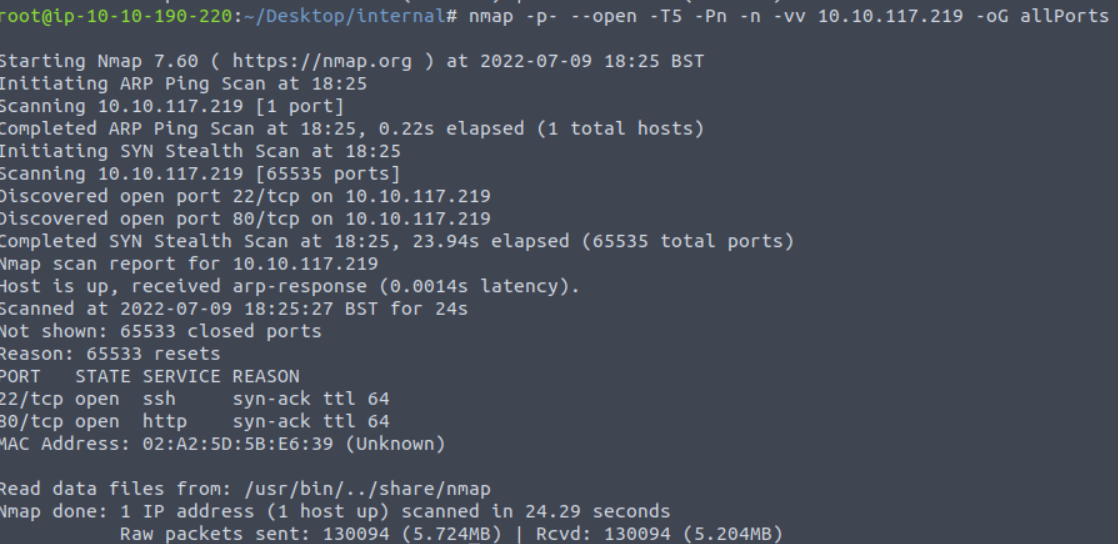 root@ip-10-10-190-220:~/Desktop/internal# nmap -p- --open -T5 -Pn -n -vv 10.10.117.219 -oG allPorts
Starting Nmap 7.60 ( https://nmap.org ) at 2022-07-09 18:25 BST
Initiating ARP Ping Scan at 18:25
Scanning 10.10.117.219 [1 port]
Completed ARP Ping Scan at 18:25, 0.22s elapsed (1 total hosts)
Initiating SYN Stealth Scan at 18:25
Scanning 10.10.117.219 [65535 ports]
Discovered open port 22/tcp on 10.10.117.219
Discovered open port 80/tcp on 10.10.117.219
Completed SYN Stealth Scan at 18:25, 23.94s elapsed (65535 total ports)
Nmap scan report for 10.10.117.219
Host is up, received arp-response (0.0014s latency).
Scanned at 2022-07-09 18:25:27 BST for 24s
Not shown: 65533 closed ports
Reason: 65533 resets
PORT   STATE SERVICE REASON
22/tcp open  ssh     syn-ack ttl 64
80/tcp open  http    syn-ack ttl 64
MAC Address: 02:A2:5D:5B:E6:39 (Unknown)
Read data files from: /usr/bin/../share/nmap
Nmap done: 1 IP address (1 host up) scanned in 24.29 seconds
Raw packets sent: 130094 (5.724MB) | Rcvd: 130094 (5.204MB)